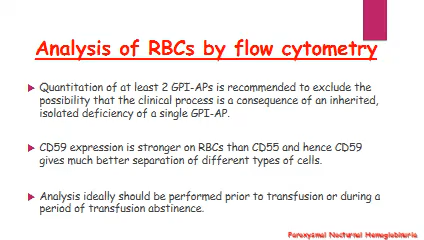 Analysis of RBCs by flow cytometry
Quantitation of at least 2 GPI-APs is recommended to exclude the
possibility that the clinical process is a consequence of an inherited,
isolated deficiency of a single GPI-AP.
CD59 expression is stronger on RBCs than CD55 and hence CD59
gives much better separation of different types of cells.
Analysis ideally should be performed prior to transfusion or during a
period of transfusion abstinence.
Paroxysmal Nocturnal Hemoglobinuria